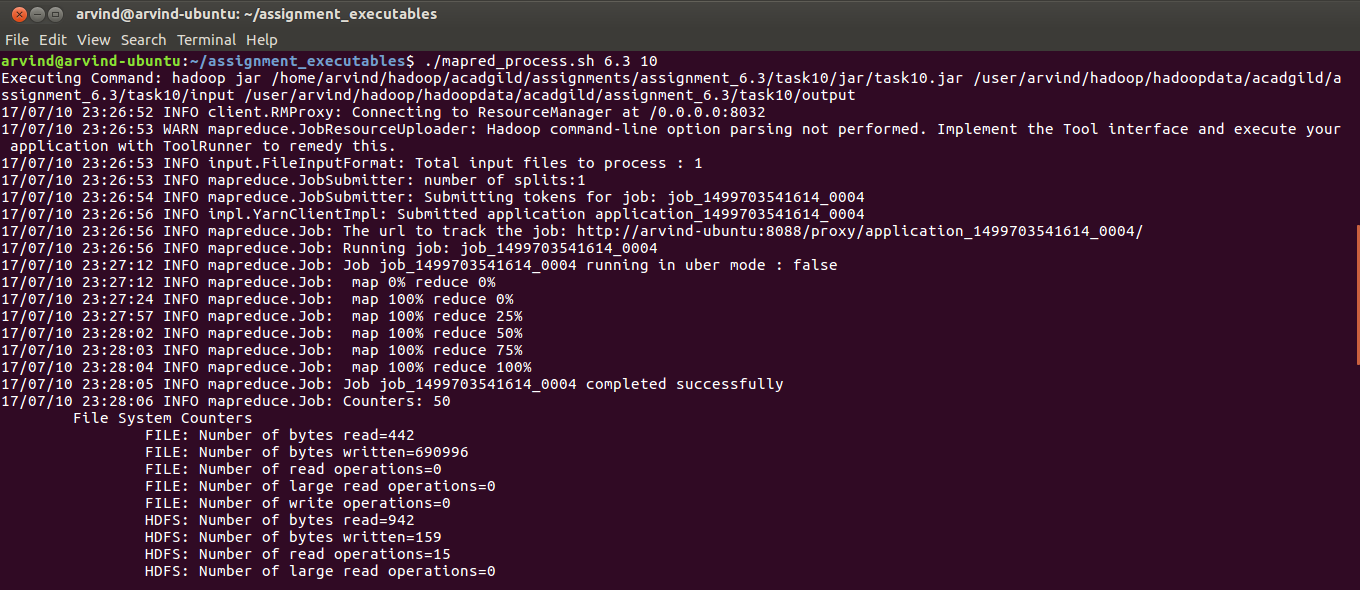 arvind@arvind-ubuntu: ~/assignment_executables
File Edit View Search Terminal Help
arvind@arvind-ubuntu:~/assignment_executables$ ./mapred_process.sh 6.3 10
Executing Command: hadoop jar /home/arvind/hadoop/acadgild/assignments/assignment_6.3/task10/jar/task10.jar /user/arvind/hadoop/hadoopdata/acadgild/a
ssignment_6.3/task10/input /user/arvind/hadoop/hadoopdata/acadgild/assignment_6.3/task10/output
17/07/10 23:26:52 INFO client.RMProxy: Connecting to ResourceManager at /0.0.0.0:8032
17/07/10 23:26:53 WARN mapreduce.JobResourceUploader: Hadoop command-line option parsing not performed. Implement the Tool interface and execute your
 application with ToolRunner to remedy this.
17/07/10 23:26:53 INFO input.FileInputFormat: Total input files to process : 1
17/07/10 23:26:53 INFO mapreduce.JobSubmitter: number of splits:1
17/07/10 23:26:54 INFO mapreduce.JobSubmitter: Submitting tokens for job: job_1499703541614_0004
17/07/10 23:26:56 INFO impl.YarnClientImpl: Submitted application application_1499703541614_0004
17/07/10 23:26:56 INFO mapreduce.Job: The url to track the job: http://arvind-ubuntu:8088/proxy/application_1499703541614_0004/
17/07/10 23:26:56 INFO mapreduce.Job: Running job: job_1499703541614_0004
17/07/10 23:27:12 INFO mapreduce.Job: Job job_1499703541614_0004 running in uber mode : false
17/07/10 23:27:12 INFO mapreduce.Job:  map 0% reduce 0%
17/07/10 23:27:24 INFO mapreduce.Job:  map 100% reduce 0%
17/07/10 23:27:57 INFO mapreduce.Job:  map 100% reduce 25%
17/07/10 23:28:02 INFO mapreduce.Job:  map 100% reduce 50%
17/07/10 23:28:03 INFO mapreduce.Job:  map 100% reduce 75%
17/07/10 23:28:04 INFO mapreduce.Job:  map 100% reduce 100%
17/07/10 23:28:05 INFO mapreduce.Job: Job job_1499703541614_0004 completed successfully
17/07/10 23:28:06 INFO mapreduce.Job: Counters: 50
        File System Counters
                FILE: Number of bytes read=442
                FILE: Number of bytes written=690996
                FILE: Number of read operations=0
                FILE: Number of large read operations=0
                FILE: Number of write operations=0
                HDFS: Number of bytes read=942
                HDFS: Number of bytes written=159
                HDFS: Number of read operations=15
                HDFS: Number of large read operations=0